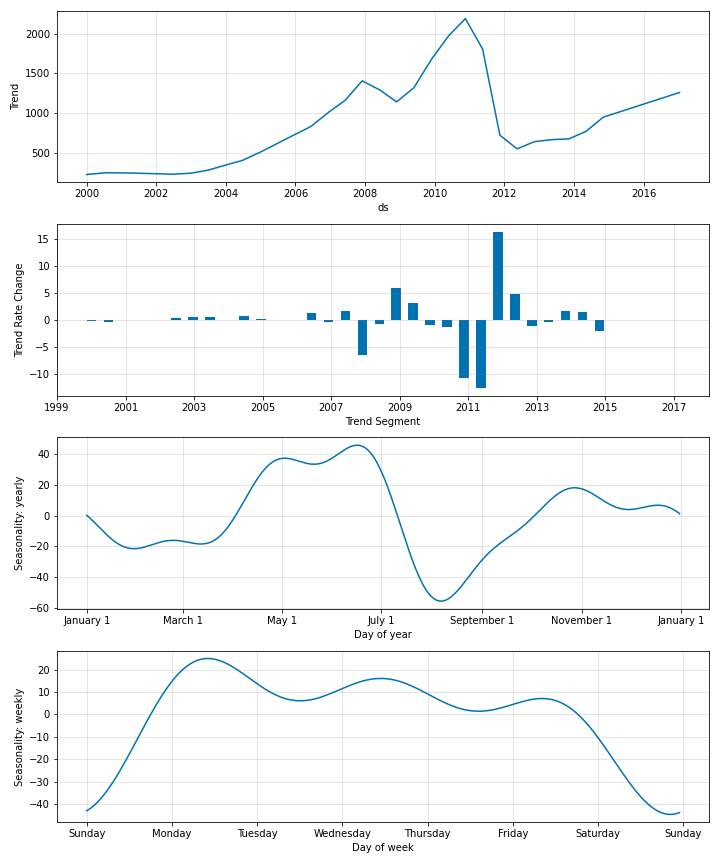 Trend
2000
1500
1000
500
2000 2002 2004 2006 2008 2010 2012 2014 2016
ds
Trend Rate Change
15
10
5
0
−5
−10
1999 2001 2003 2005 2007 2009 2011 2013 2015 2017
Trend Segment
Seasonality: yearly
40
20
0
−20
−40
−60
January 1 March 1 May 1 July 1 September 1 November 1 January 1
Day of year
Seasonality: weekly
20
10
0
−10
−20
−30
−40
Sunday Monday Tuesday Wednesday Thursday Friday Saturday Sunday
Day of week